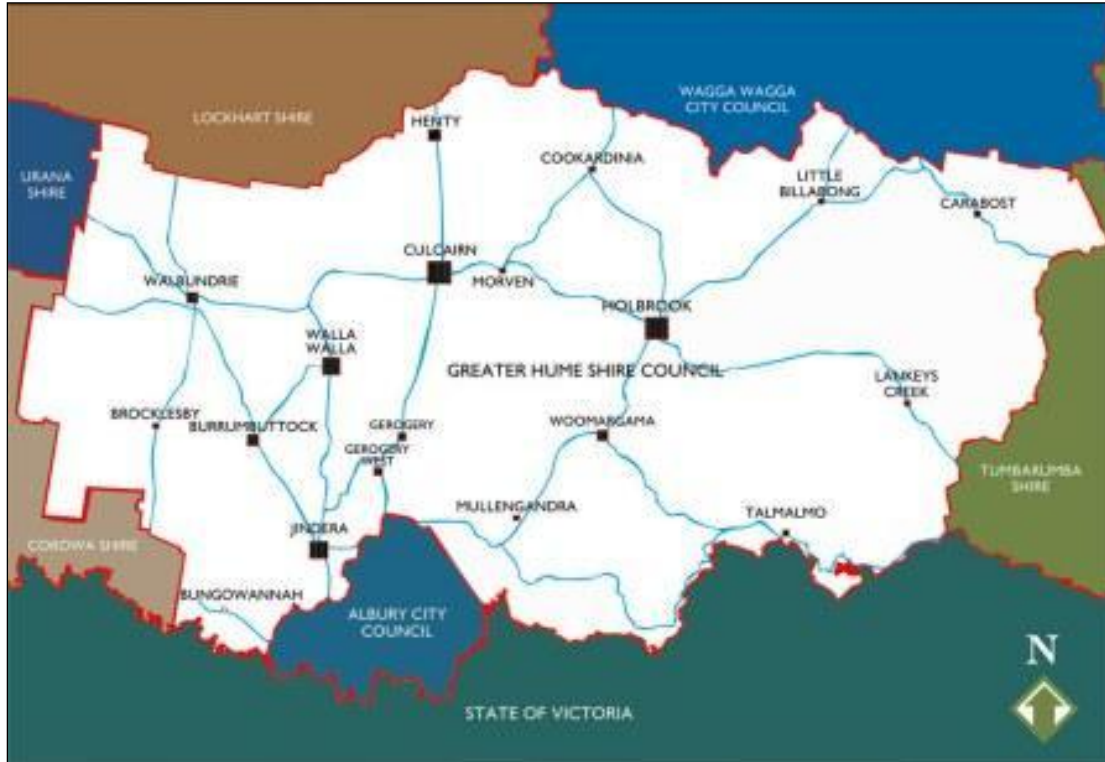 WAGGA WAGGA
CITY COUNCIL
LOCKHART SHIRE
HENTY
COOKARDINIA
URANA
SHIRE
LITTLE
BILLABONG
CARABOST
CULCAIRN
MORVEN
WALBUNDRIE
HOLBROOK
WALLA
WALLA
GREATER HUME SHIRE COUNCIL
LANKEYS
CREEK
BROCKLESBY
BURRUMBUTTOCK
GEROGERY
WOOMARGAMA
GEROGERY
WEST
TUMBARUMBA
SHIRE
MULLENGANDRA
TALMALMO
JINDERA
COROWA SHIRE
BUNGOWANNAH
ALBURY CITY
COUNCIL
N
STATE OF VICTORIA